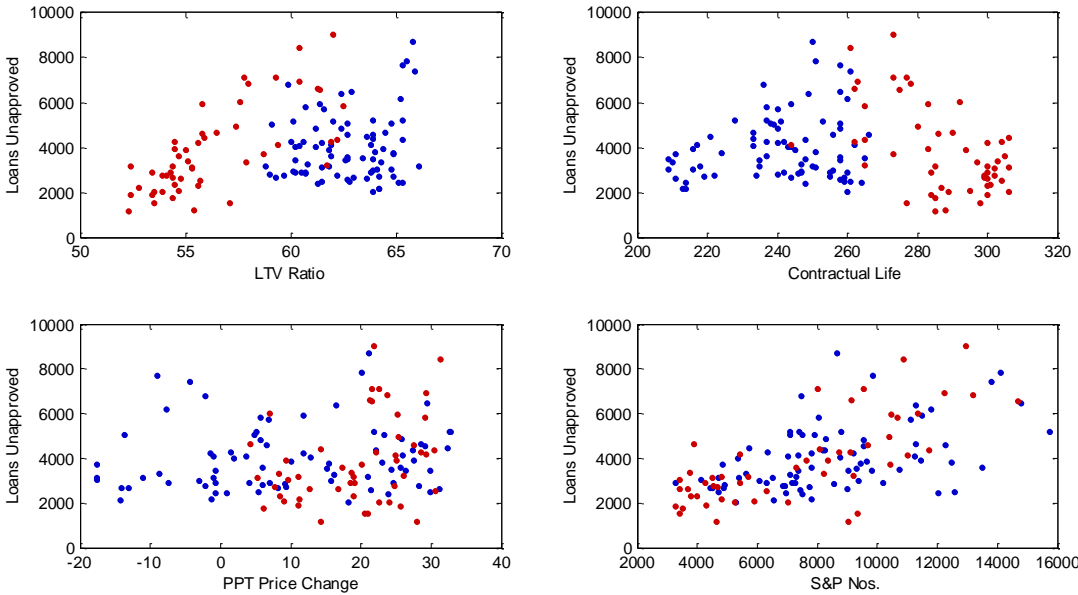 Loans Unapproved
10000
8000
6000
4000
2000
0
50 55 60 65 70
LTV Ratio
Loans Unapproved
10000
8000
6000
4000
2000
0
200 220 240 260 280 300 320
Contractual Life
Loans Unapproved
10000
8000
6000
4000
2000
0
-20 -10 0 10 20 30 40
PPT Price Change
Loans Unapproved
10000
8000
6000
4000
2000
0
2000 4000 6000 8000 10000 12000 14000 16000
S&P Nos.